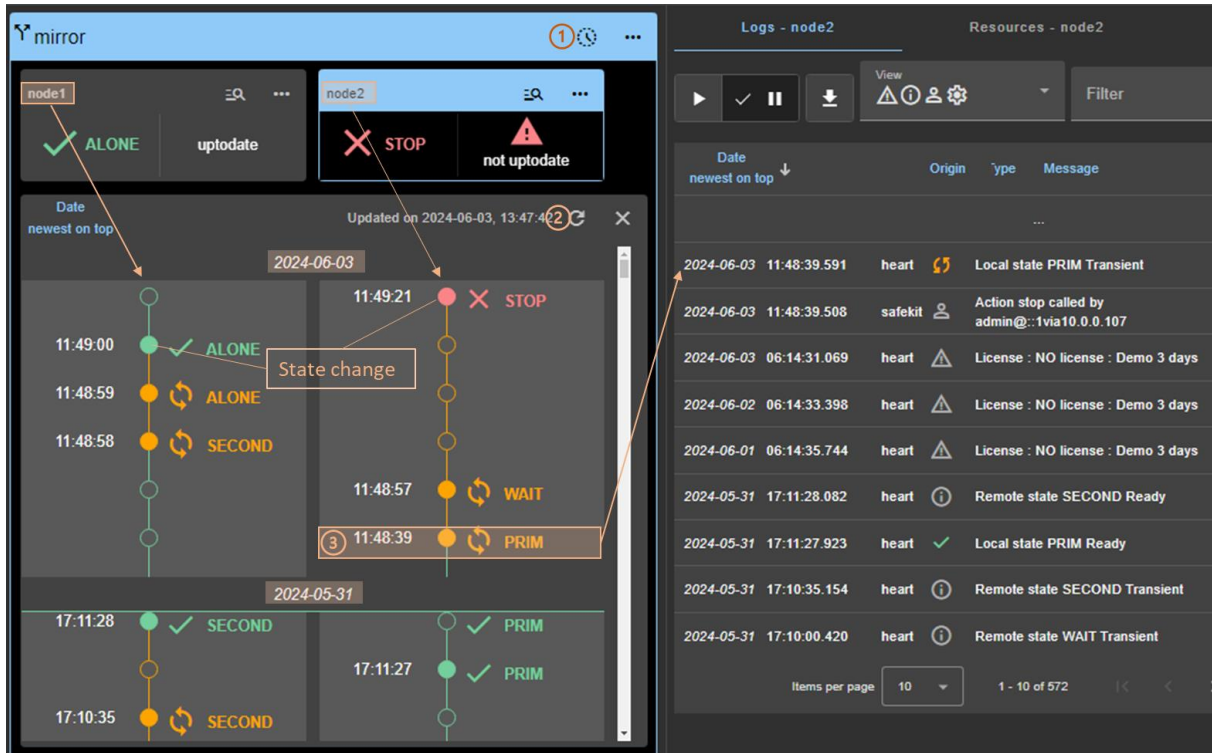 mirror
1
...
node1
...
ALONE
uptodate
node2
...
STOP
not uptodate
Date
newest on top
Updated on 2024-06-03, 13:47:42
2
2024-06-03
11:49:21 STOP
11:49:00 ALONE
State change
11:48:59 ALONE
11:48:58 SECOND
11:48:57 WAIT
3 11:48:39 PRIM
2024-05-31
17:11:28 SECOND PRIM
17:11:27 PRIM
17:10:35 SECOND
Logs - node2 Resources - node2
View
Filter
Date
newest on top
Origin Type Message
...
2024-06-03 11:48:39.591 heart Local state PRIM Transient
2024-06-03 11:48:39.508 safekit Action stop called by
admin@::1via10.0.0.107
2024-06-03 06:14:31.069 heart License : NO license : Demo 3 days
2024-06-02 06:14:33.398 heart License : NO license : Demo 3 days
2024-06-01 06:14:35.744 heart License : NO license : Demo 3 days
2024-05-31 17:11:28.082 heart Remote state SECOND Ready
2024-05-31 17:11:27.923 heart Local state PRIM Ready
2024-05-31 17:10:35.154 heart Remote state SECOND Transient
2024-05-31 17:10:00.420 heart Remote state WAIT Transient
Items per page 10 1 - 10 of 572